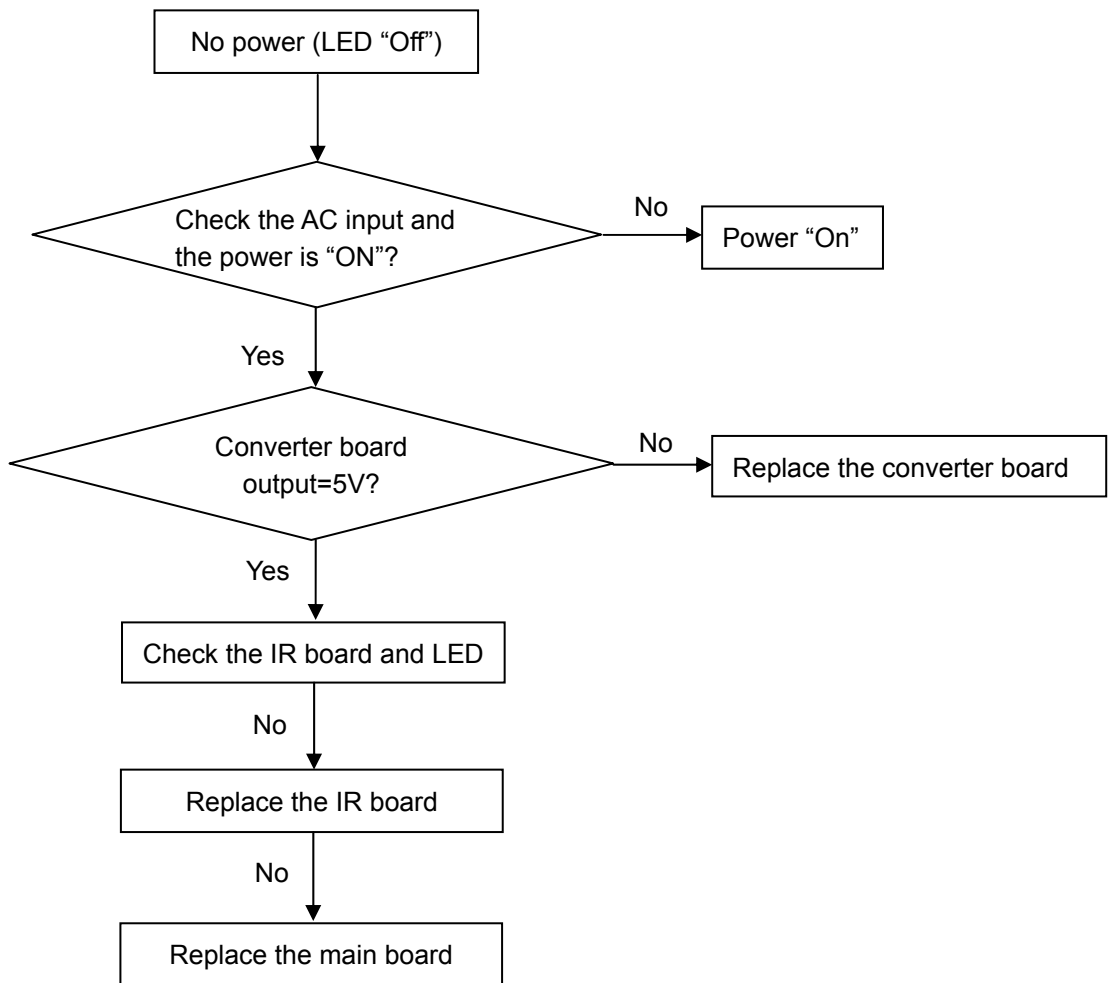 No power (LED “Off”)
Check the AC input and
the power is “ON”?
No
Power “On”
Yes
Converter board
output=5V?
No
Replace the converter board
Yes
Check the IR board and LED
No
Replace the IR board
No
Replace the main board